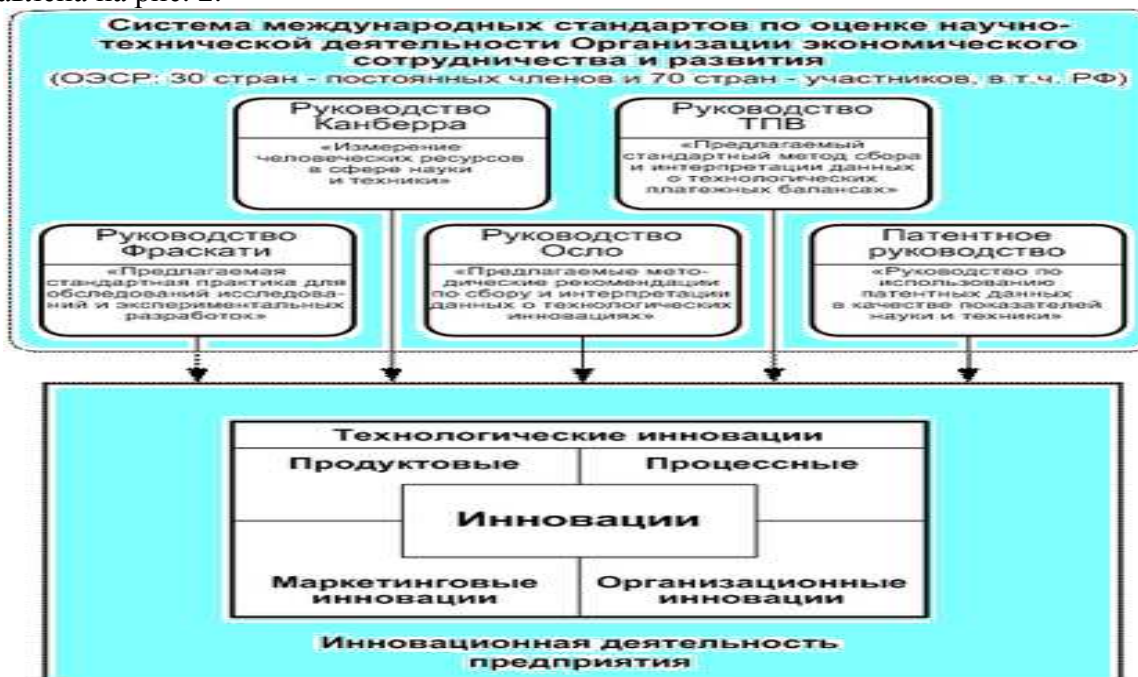 на рис. 2.
Система международных стандартов по оценке научно-
технической деятельности Организации экономического
сотрудничества и развития
(ОЭСР: 30 стран - постоянных членов и 70 стран - участников, в т.ч. РФ)
Руководство
Канберра
«Измерение
человеческих ресурсов
в сфере науки
и техники»
Руководство
ТПВ
«Предлагаемый
стандартный метод сбора
и интерпретации данных
о технологических
платежных балансах»
Руководство
Фраскати
«Предлагаемая
стандартная практика для
обследований исследова-
ний и экспериментальных
разработок»
Руководство
Осло
«Предлагаемые мето-
дические рекомендации
по сбору и интерпретации
данных о технологических
инновациях»
Патентное
руководство
«Руководство по
использованию
патентных данных
в качестве показателей
науки и техники»
Технологические инновации
Продуктовые
Процессные
Инновации
Маркетинговые
инновации
Организационные
инновации
Инновационная деятельность
предприятия